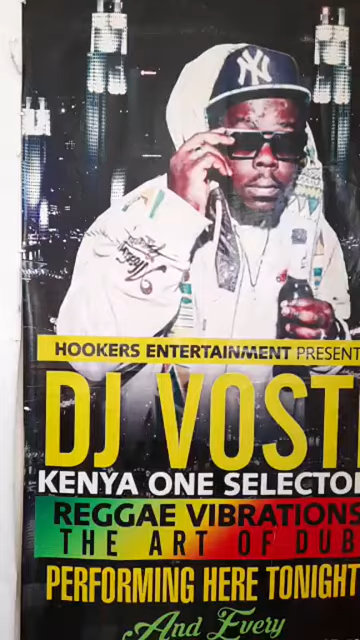 NY
HOOKERS ENTERTAINMENT PRESENT
DJ VOST
KENYA ONE SELECTO
REGGAE VIBRATIONS
THE ART OF DUB
PERFORMING HERE TONIGHT
And Every